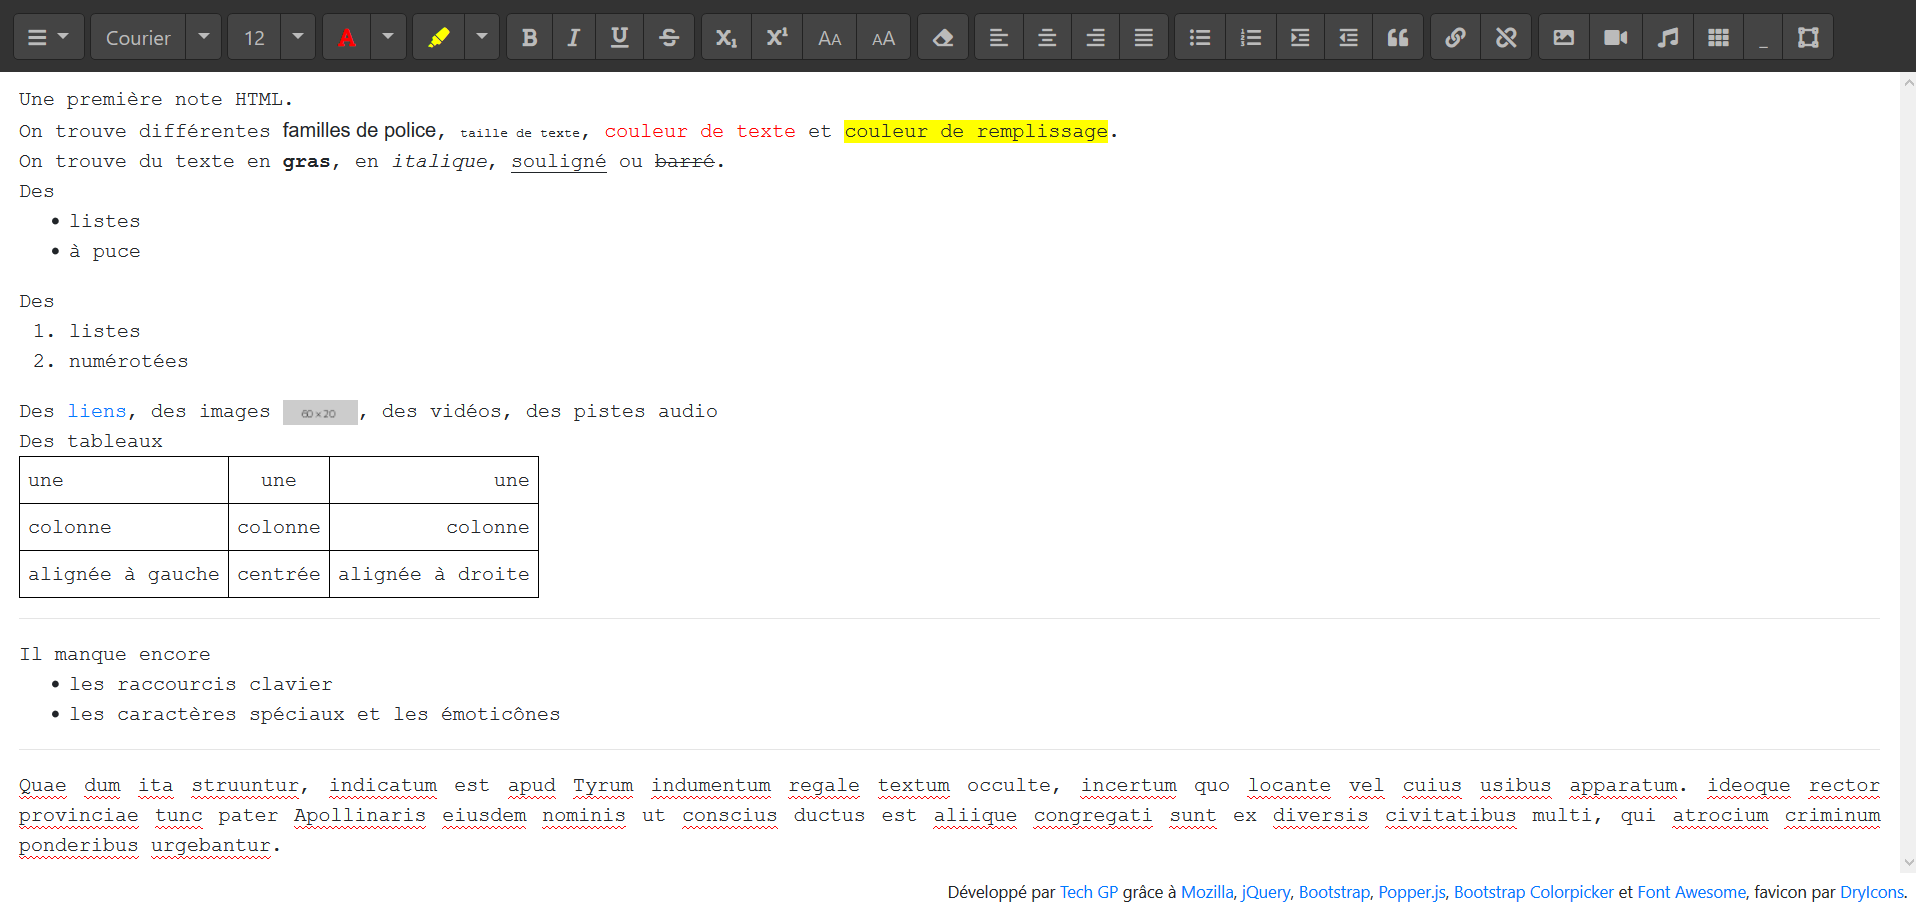 Courier 12 A B I U S X₁ X¹ AA AA
Une première note HTML.
On trouve différentes familles de police, taille de texte, couleur de texte et couleur de remplissage.
On trouve du texte en gras, en italique, souligné ou barré.
Des
• listes
• à puce
Des
1. listes
2. numérotées
Des liens, des images 60×20, des vidéos, des pistes audio
Des tableaux
une une une
colonne colonne colonne
alignée à gauche centrée alignée à droite
Il manque encore
• les raccourcis clavier
• les caractères spéciaux et les émoticônes
Quae dum ita struuntur, indicatum est apud Tyrum indumentum regale textum occulte, incertum quo locante vel cuius usibus apparatum. ideoque rector
provinciae tunc pater Apollinaris eiusdem nominis ut conscius ductus est aliique congregati sunt ex diversis civitatibus multi, qui atrocium criminum
ponderibus urgebantur.
Développé par Tech GP grâce à Mozilla, jQuery, Bootstrap, Popper.js, Bootstrap Colorpicker et Font Awesome, favicon par DryIcons.